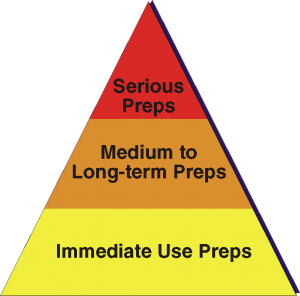 Serious
Preps
Medium to
Long-term Preps
Immediate Use Preps